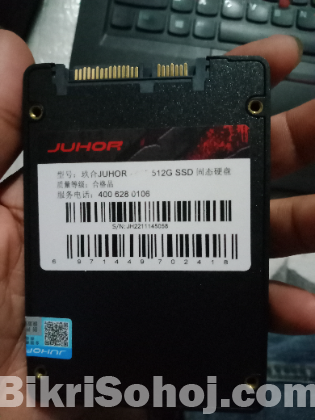 JUHOR
型号：玖合JUHOR 512G SSD 固态硬盘
质量等级：合格品
服务电话：400 628 0106
S/N:JH2211145058
6 971449 702418
JUHOR
BikriSohoj.com